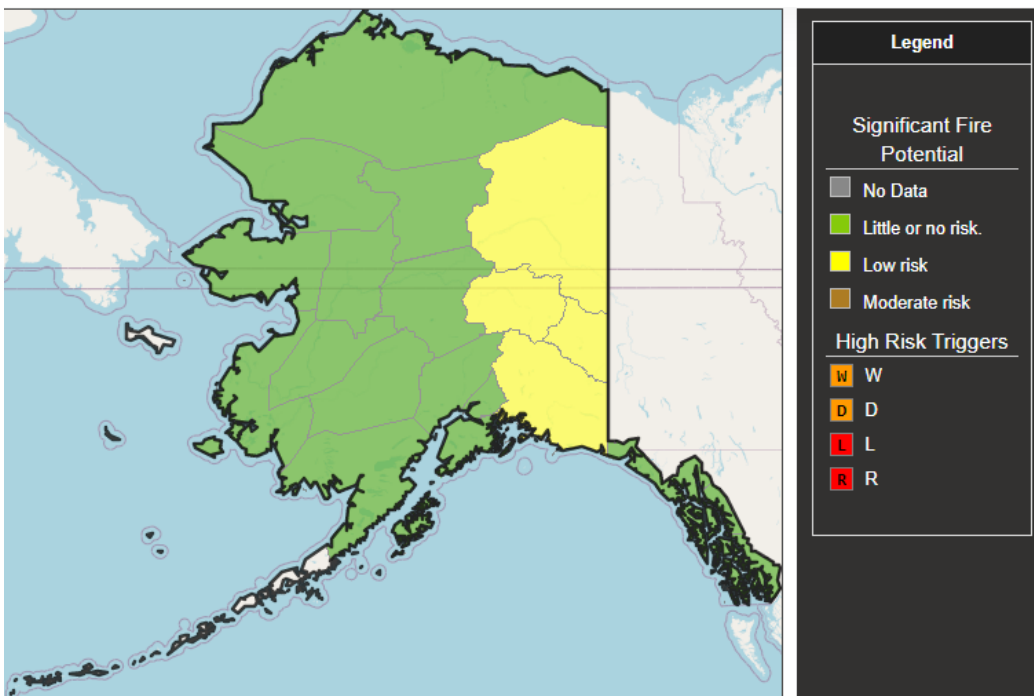 Legend
Significant Fire
Potential
No Data
Little or no risk.
Low risk
Moderate risk
High Risk Triggers
W W
D D
L L
R R